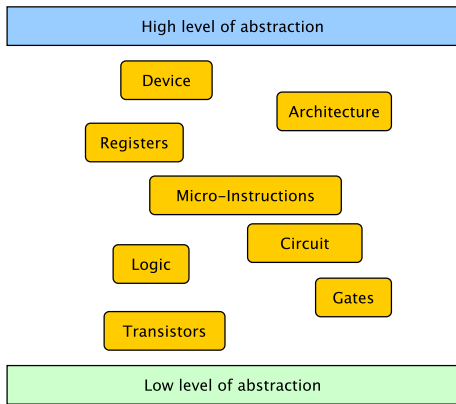 High level of abstraction
Device
Architecture
Registers
Micro-Instructions
Circuit
Logic
Gates
Transistors
Low level of abstraction